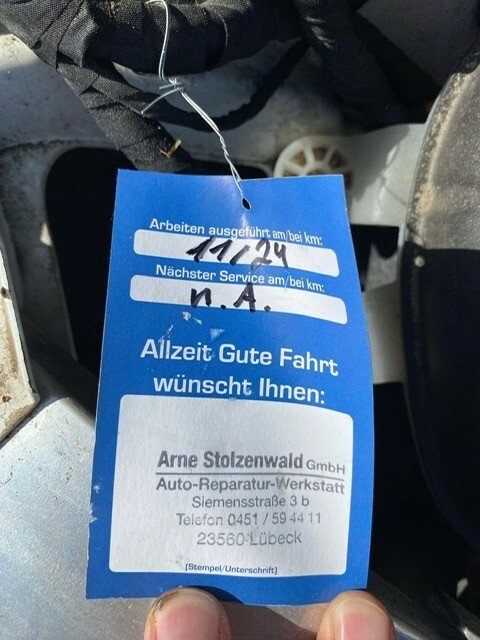 Arbeiten ausgeführt am/bei km:
11/24
Nächster Service am/bei km:
n.A.
Allzeit Gute Fahrt
wünscht Ihnen:
Arne Stolzenwald GmbH
Auto-Reparatur-Werkstatt
Siemensstraße 3 b
Telefon 0451 / 59 44 11
23560 Lübeck
(Stempel/Unterschrift)